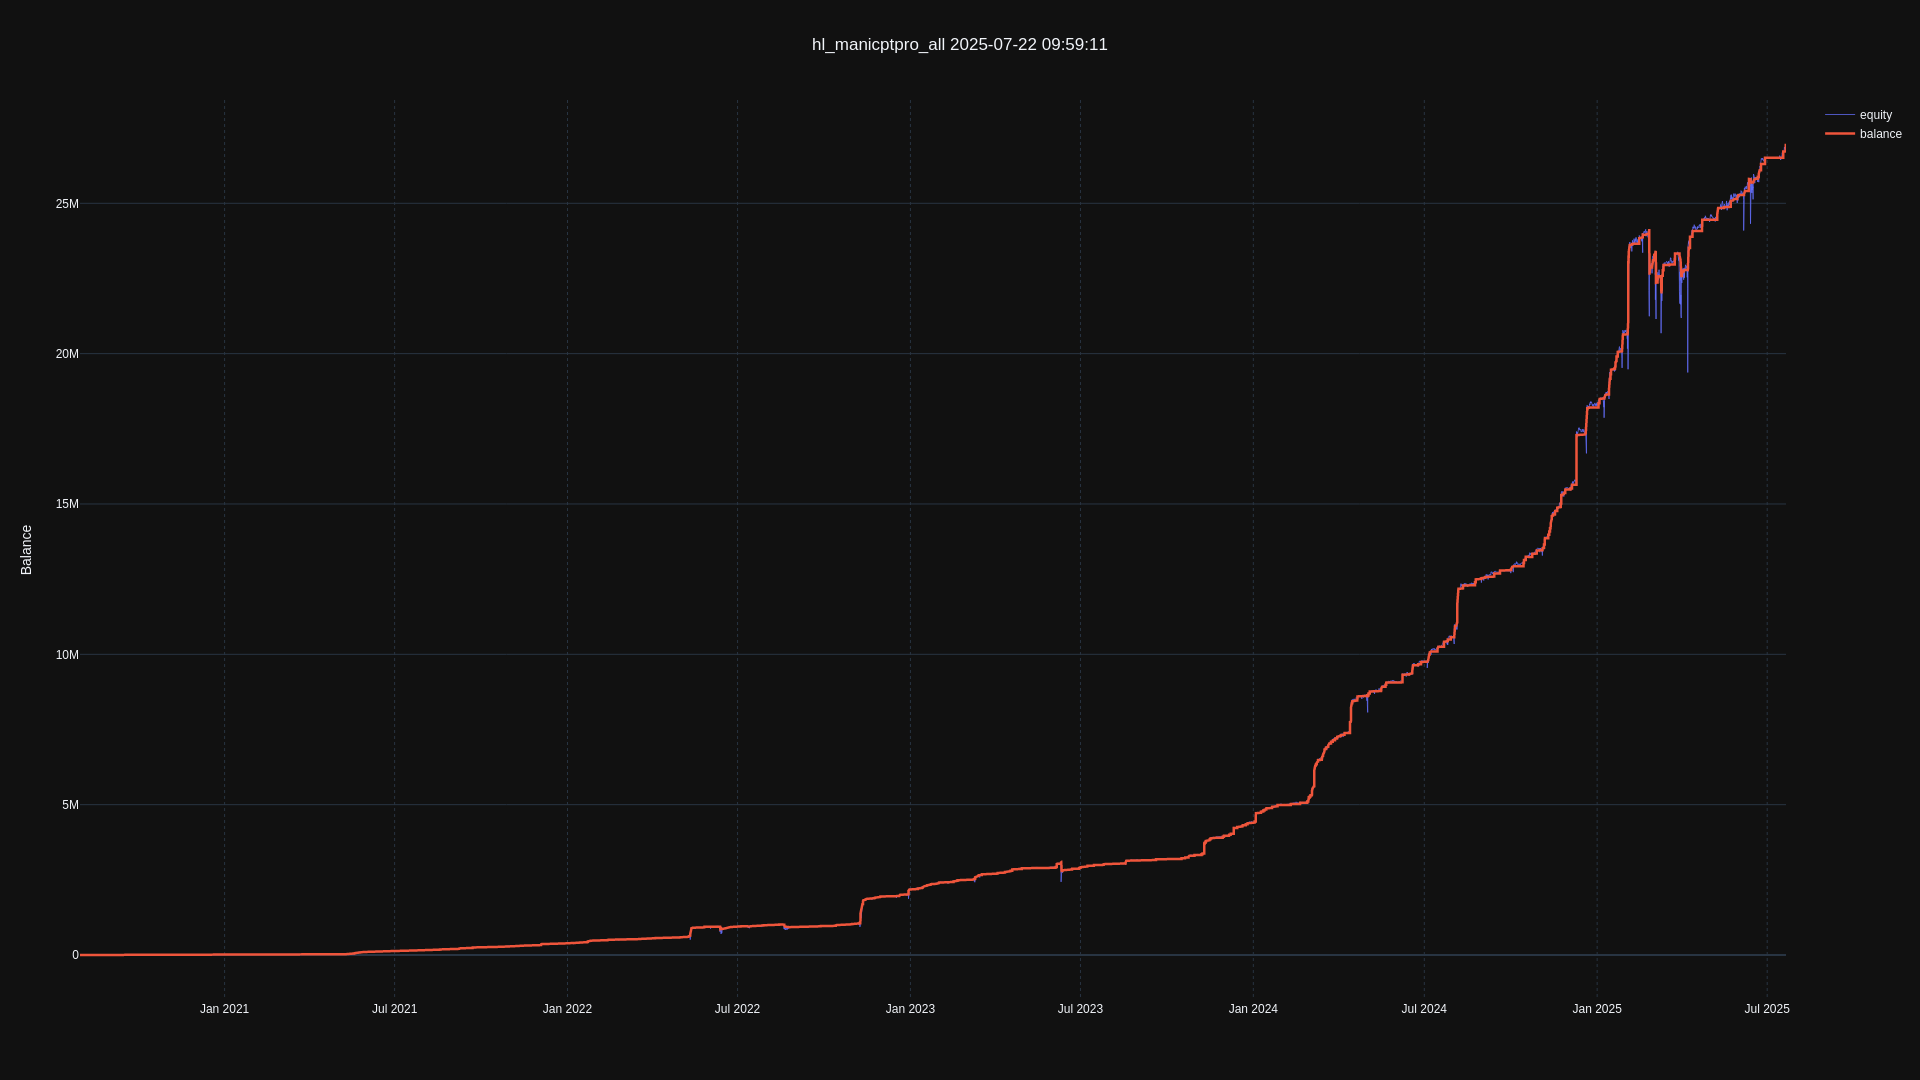 hl_manicptpro_all 2025-07-22 09:59:11
equity
balance
25M
20M
15M
10M
5M
0
Balance
Jan 2021
Jul 2021
Jan 2022
Jul 2022
Jan 2023
Jul 2023
Jan 2024
Jul 2024
Jan 2025
Jul 2025